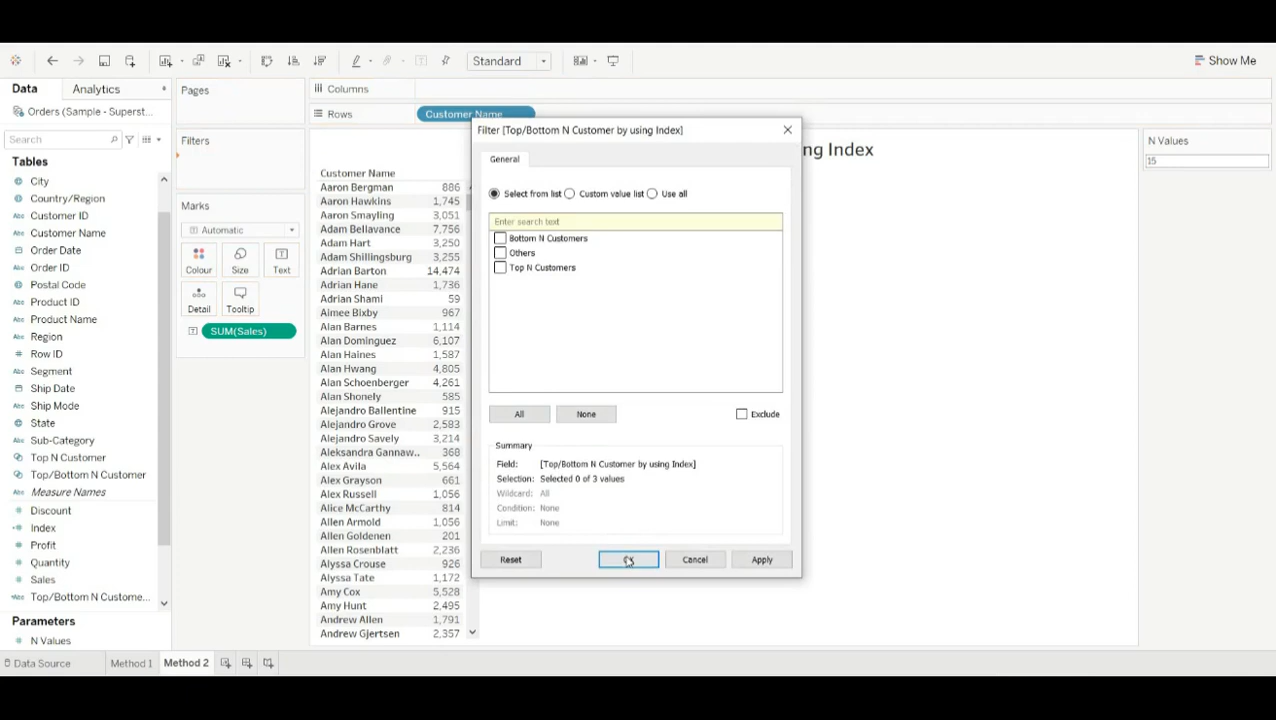 Standard
Show Me
Data
Analytics
Pages
Columns
Orders (Sample - Superst...
Rows
Customer Name
Search
Filters
Filter [Top/Bottom N Customer by using Index]
ng Index
N Values
15
General
Tables
City
Country/Region
Customer ID
Customer Name
Order Date
Order ID
Postal Code
Product ID
Product Name
Region
Row ID
Segment
Ship Date
Ship Mode
State
Sub-Category
Top N Customer
Top/Bottom N Customer
Measure Names
Discount
Index
Profit
Quantity
Sales
Top/Bottom N Custome...
Parameters
N Values
Marks
Automatic
Colour
Size
Text
Detail
Tooltip
SUM(Sales)
Customer Name
Aaron Bergman 886
Aaron Hawkins 1,745
Aaron Smayling 3,051
Adam Bellavance 7,756
Adam Hart 3,250
Adam Shillingsburg 3,255
Adrian Barton 14,474
Adrian Hane 1,736
Adrian Shami 59
Aimee Bixby 967
Alan Barnes 1,114
Alan Dominguez 6,107
Alan Haines 1,587
Alan Hwang 4,805
Alan Schoenberger 4,261
Alan Shonely 585
Alejandro Ballentine 915
Alejandro Grove 2,583
Alejandro Savely 3,214
Aleksandra Gannaw.. 368
Alex Avila 5,564
Alex Grayson 661
Alex Russell 1,056
Alice McCarthy 814
Allen Armold 1,056
Allen Goldenen 201
Allen Rosenblatt 2,236
Alyssa Crouse 926
Alyssa Tate 1,172
Amy Cox 5,528
Amy Hunt 2,495
Andrew Allen 1,791
Andrew Gjertsen 2,357
Select from list
Custom value list
Use all
Enter search text
Bottom N Customers
Others
Top N Customers
All
None
Exclude
Summary
Field: [Top/Bottom N Customer by using Index]
Selection: Selected 0 of 3 values
Wildcard: All
Condition: None
Limit: None
Reset
Cancel
Apply
Data Source
Method 1
Method 2